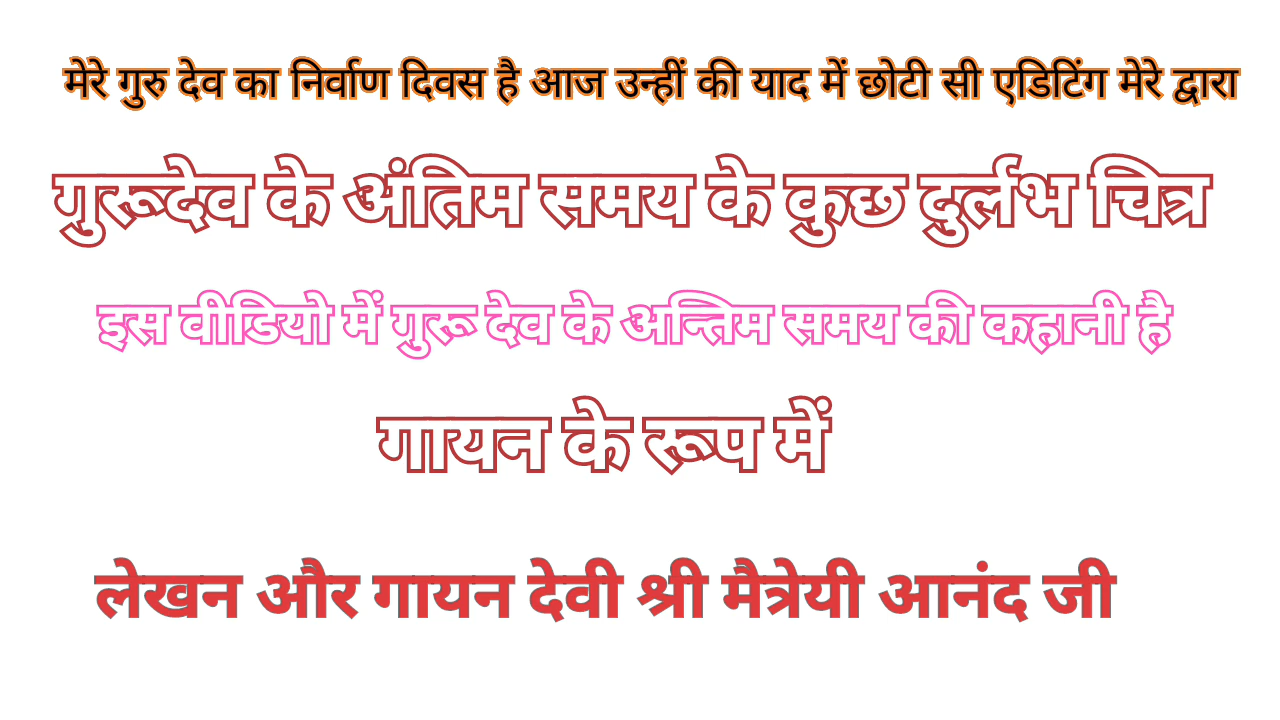 मेरे गुरु देव का निर्वाण दिवस है आज उन्हीं की याद में छोटी सी एडिटिंग मेरे द्वारा
गुरूदेव के अंतिम समय के कुछ दुर्लभ चित्र
इस वीडियो में गुरू देव के अन्तिम समय की कहानी है
गायन के रूप में
लेखन और गायन देवी श्री मैत्रेयी आनंद जी